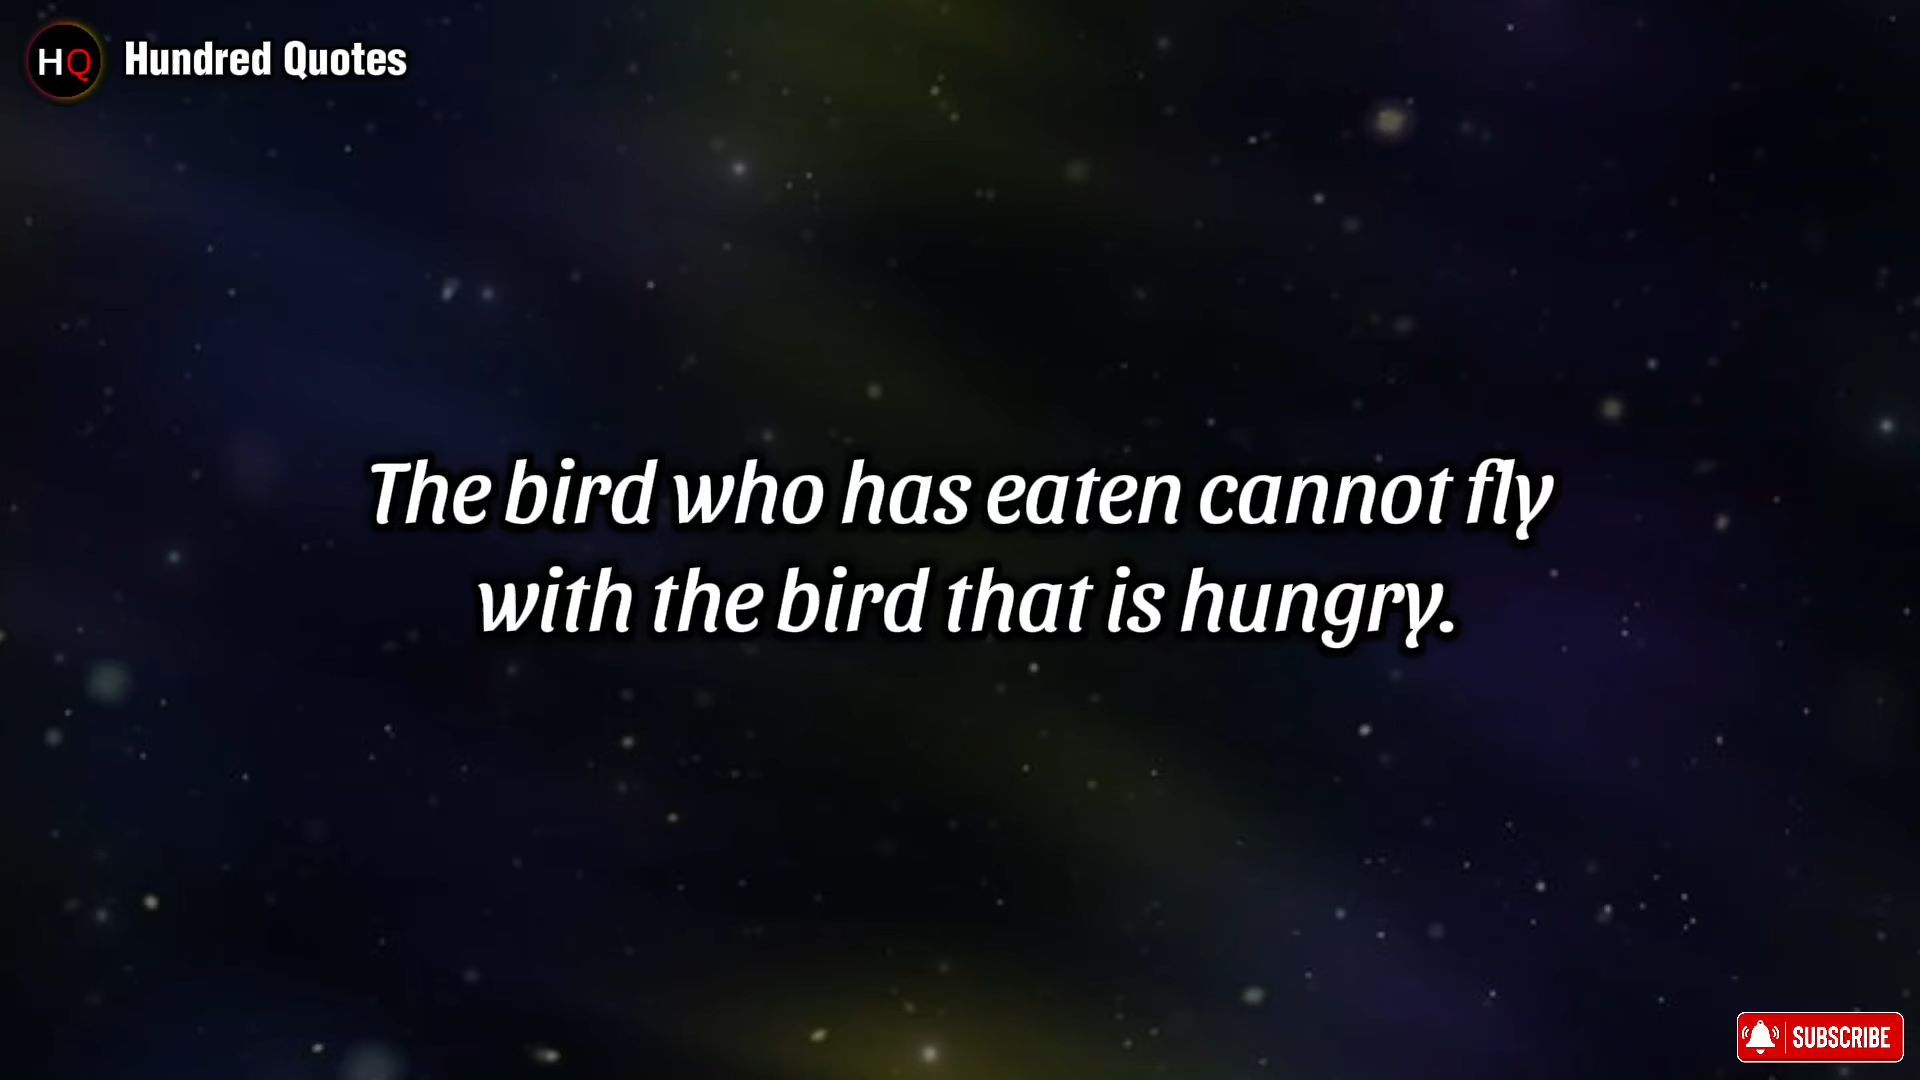 HQ Hundred Quotes
The bird who has eaten cannot fly
with the bird that is hungry.
SUBSCRIBE